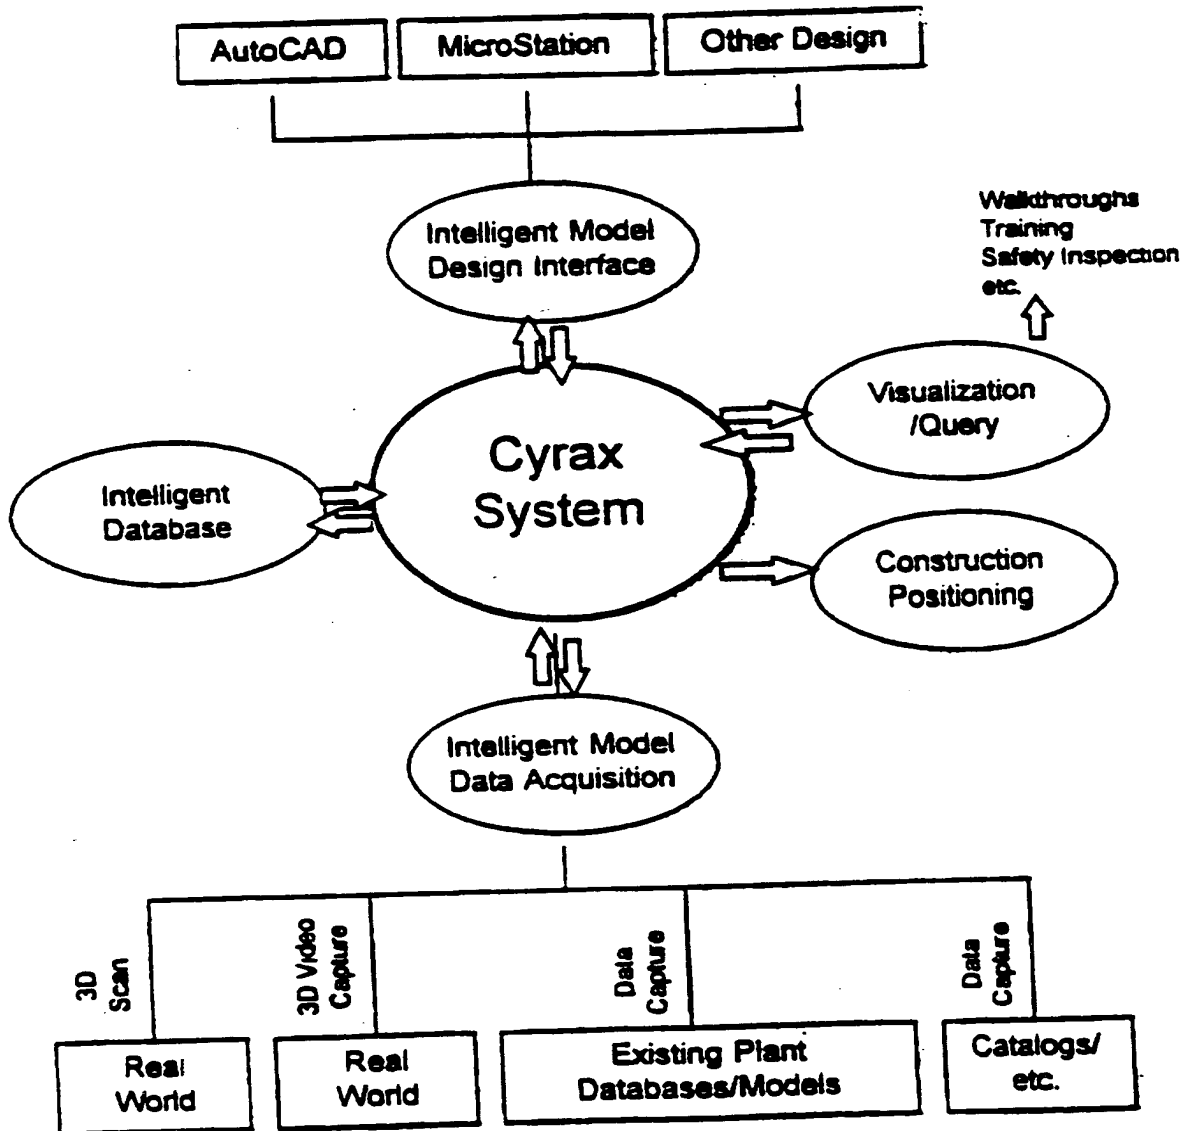 AutoCAD
MicroStation
Other Design
Intelligent Model
Design Interface
Walkthroughs
Training
Safety Inspection
etc.
Visualization
/Query
Cyrax
System
Intelligent
Database
Construction
Positioning
Intelligent Model
Data Acquisition
3D
Scan
3D Video
Capture
Data
Capture
Data
Capture
Real
World
Real
World
Existing Plant
Databases/Models
Catalogs/
etc.